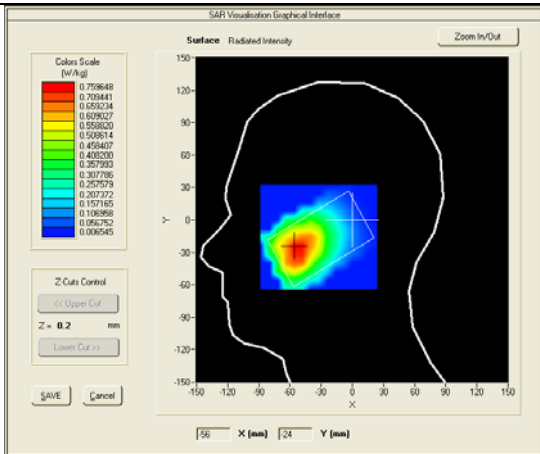 SAR Visualisation Graphical Interface
Surface Radiated Intensity
Zoom In/Out
Colors Scale
(W/kg)
0.759648
0.709441
0.659234
0.609027
0.558820
0.508614
0.458407
0.408200
0.357993
0.307786
0.257579
0.207372
0.157165
0.106958
0.056752
0.006545
Z Cuts Control
<< Upper Cut
Z = 0.2 mm
Lower Cut >>
SAVE Cancel
150
120
90
60
30
0
-30
-60
-90
-120
-150
Y
-150 -120 -90 -60 -30 0 30 60 90 120 150
X
-56 X (mm) -24 Y (mm)